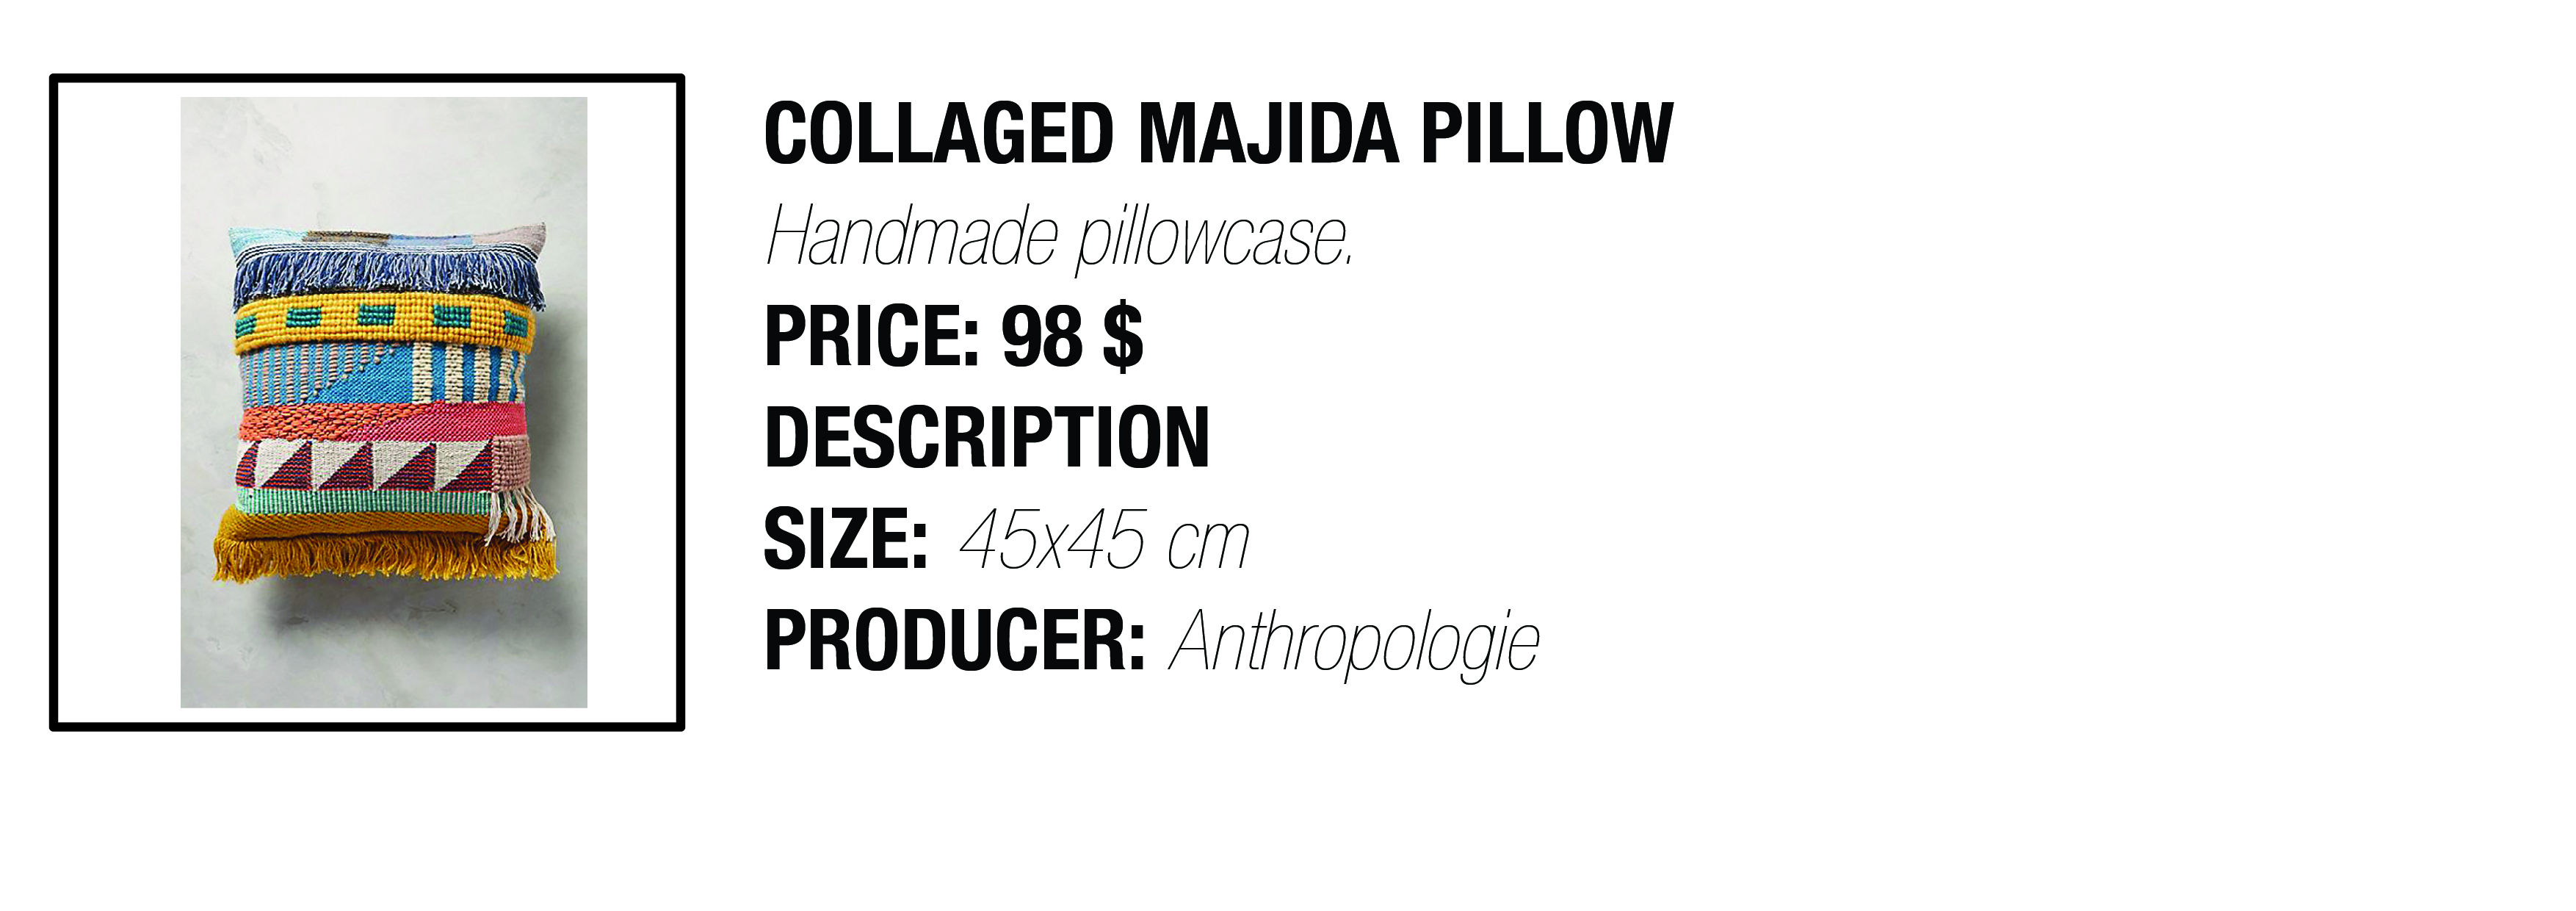 COLLAGED MAJIDA PILLOW
Handmade pillowcase.
PRICE: 98 $
DESCRIPTION
SIZE: 45x45 cm
PRODUCER: Anthropologie